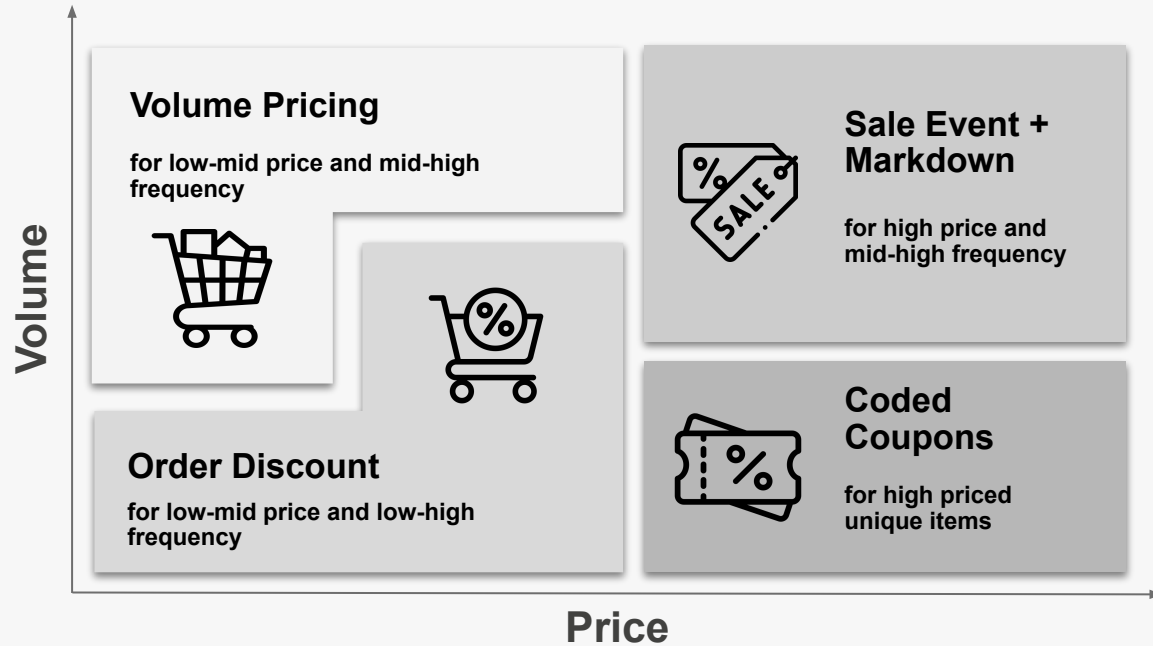 Volume Pricing
for low-mid price and mid-high
frequency
Sale Event +
Markdown
for high price and
mid-high frequency
%
SALE
%
Volume
Order Discount
for low-mid price and low-high
frequency
Coded
Coupons
for high priced
unique items
%
Price